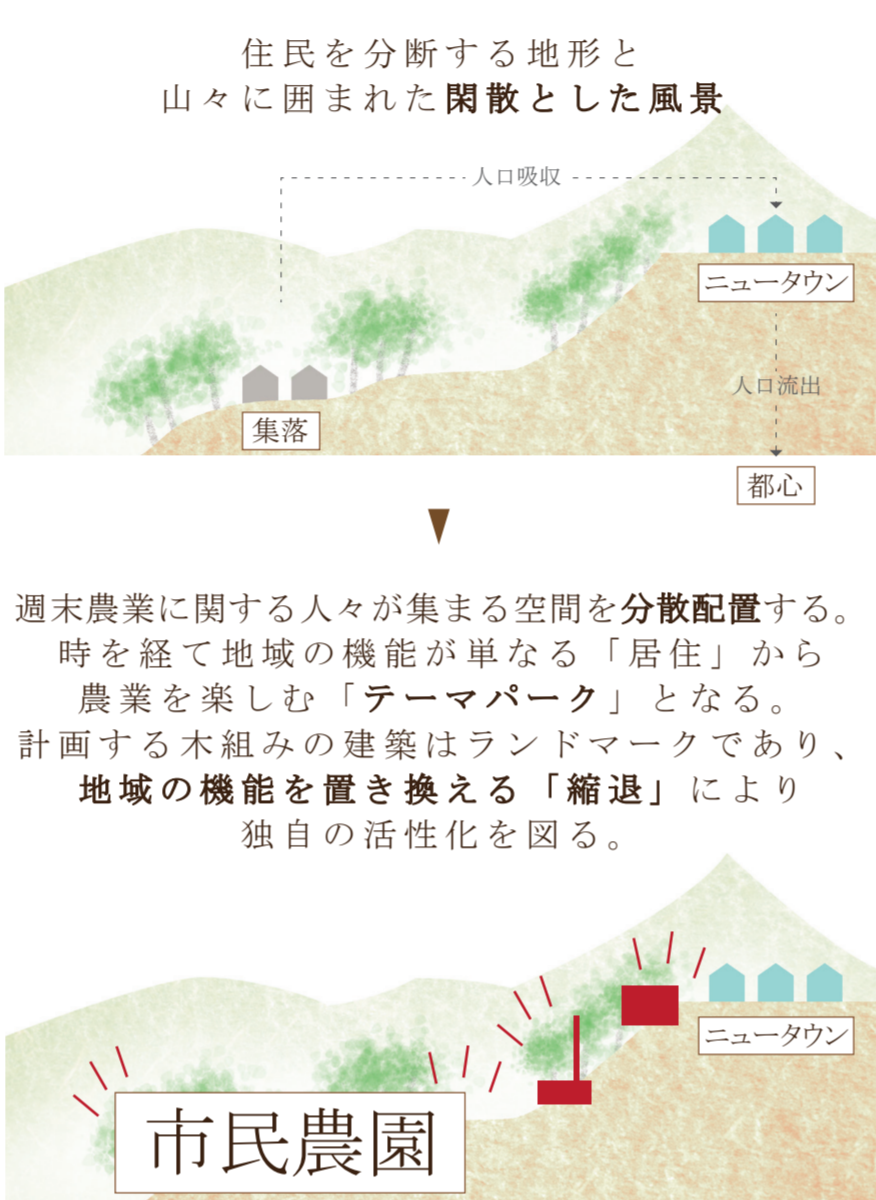 住民を分断する地形と
山々に囲まれた閑散とした風景
人口吸収
ニュータウン
人口流出
集落
都心
週末農業に関する人々が集まる空間を分散配置する。
時を経て地域の機能が単なる「居住」から
農業を楽しむ「テーマパーク」となる。
計画する木組みの建築はランドマークであり、
地域の機能を置き換える「縮退」により
独自の活性化を図る。
ニュータウン
市民農園